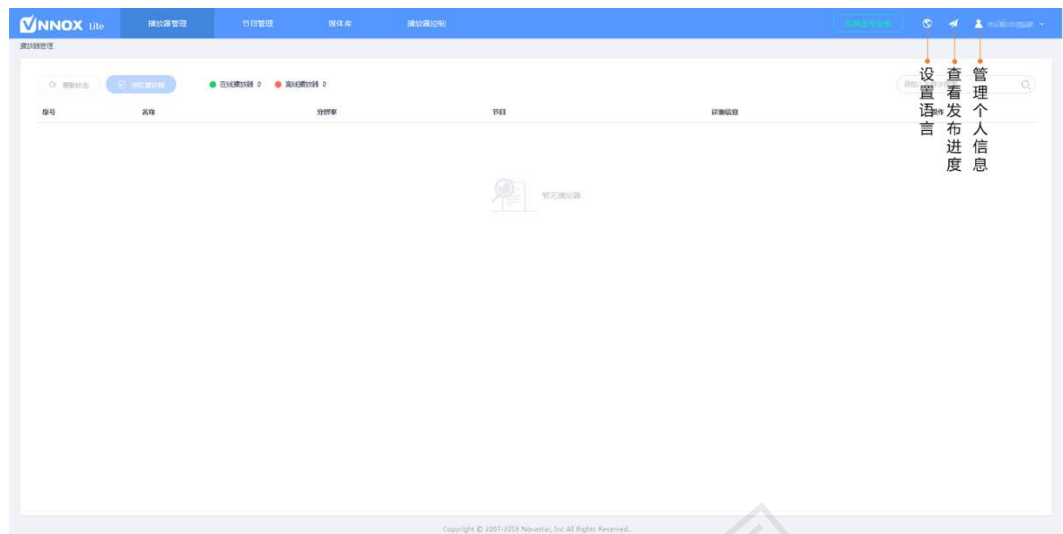 VNNOX Lite
播放器管理
节目管理
媒体库
播放器控制
播放器管理
刷新状态
在线播放器 0
离线播放器 0
序号
名称
分辨率
节目
详细信息
设置语言
查看发布进度
管理个人信息
暂无播放器
Copyright © 2007-2018 Novastar, Inc All Rights Reserved.